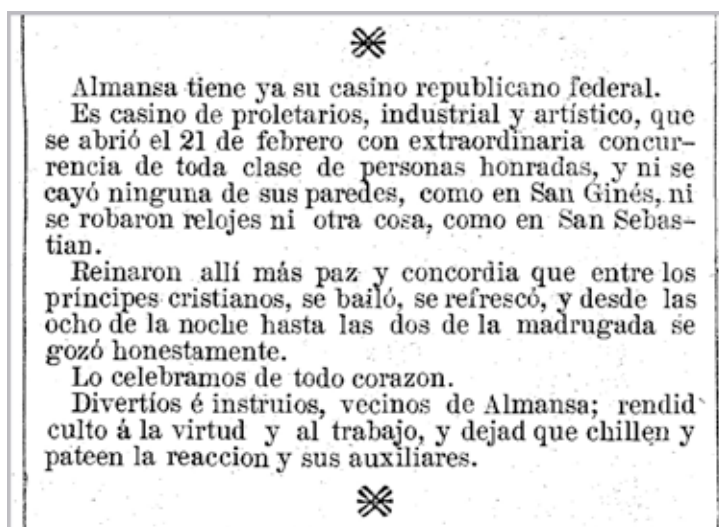 Almansa tiene ya su casino republicano federal.
Es casino de proletarios, industrial y artístico, que
se abrió el 21 de febrero con extraordinaria concur-
rencia de toda clase de personas honradas, y ni se
cayó ninguna de sus paredes, como en San Ginés, ni
se robaron relojes ni otra cosa, como en San Sebas-
tian.
Reinaron allí más paz y concordia que entre los
príncipes cristianos, se bailó, se refrescó, y desde las
ocho de la noche hasta las dos de la madrugada se
gozó honestamente.
Lo celebramos de todo corazon.
Divertíos é instruios, vecinos de Almansa; rendid
culto á la virtud y al trabajo, y dejad que chillen y
pateen la reaccion y sus auxiliares.